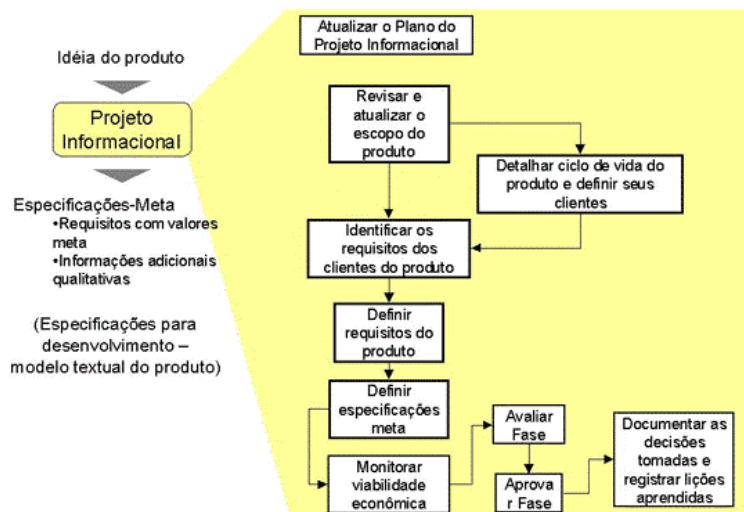 Idéia do produto
Projeto
Informacional
Especificações-Meta
•Requisitos com valores
meta
•Informações adicionais
qualitativas
(Especificações para
desenvolvimento –
modelo textual do produto)
Atualizar o Plano do
Projeto Informacional
Revisar e
atualizar o
escopo do
produto
Detalhar ciclo de vida do
produto e definir seus
clientes
Identificar os
requisitos dos
clientes do produto
Definir
requisitos do
produto
Definir
especificações
meta
Monitorar
viabilidade
econômica
Avaliar
Fase
Aprova
r Fase
Documentar as
decisões
tomadas e
registrar lições
aprendidas